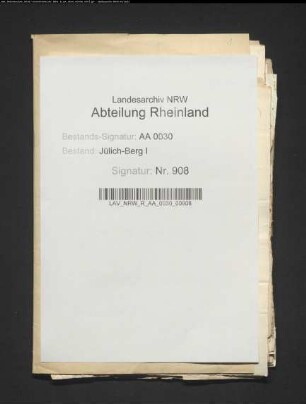 Landesarchiv NRW
Abteilung Rheinland
Bestands-Signatur: AA 0030
Bestand: Jülich-Berg I
Signatur: Nr. 908
LAV_NRW_R_AA_0030_00908